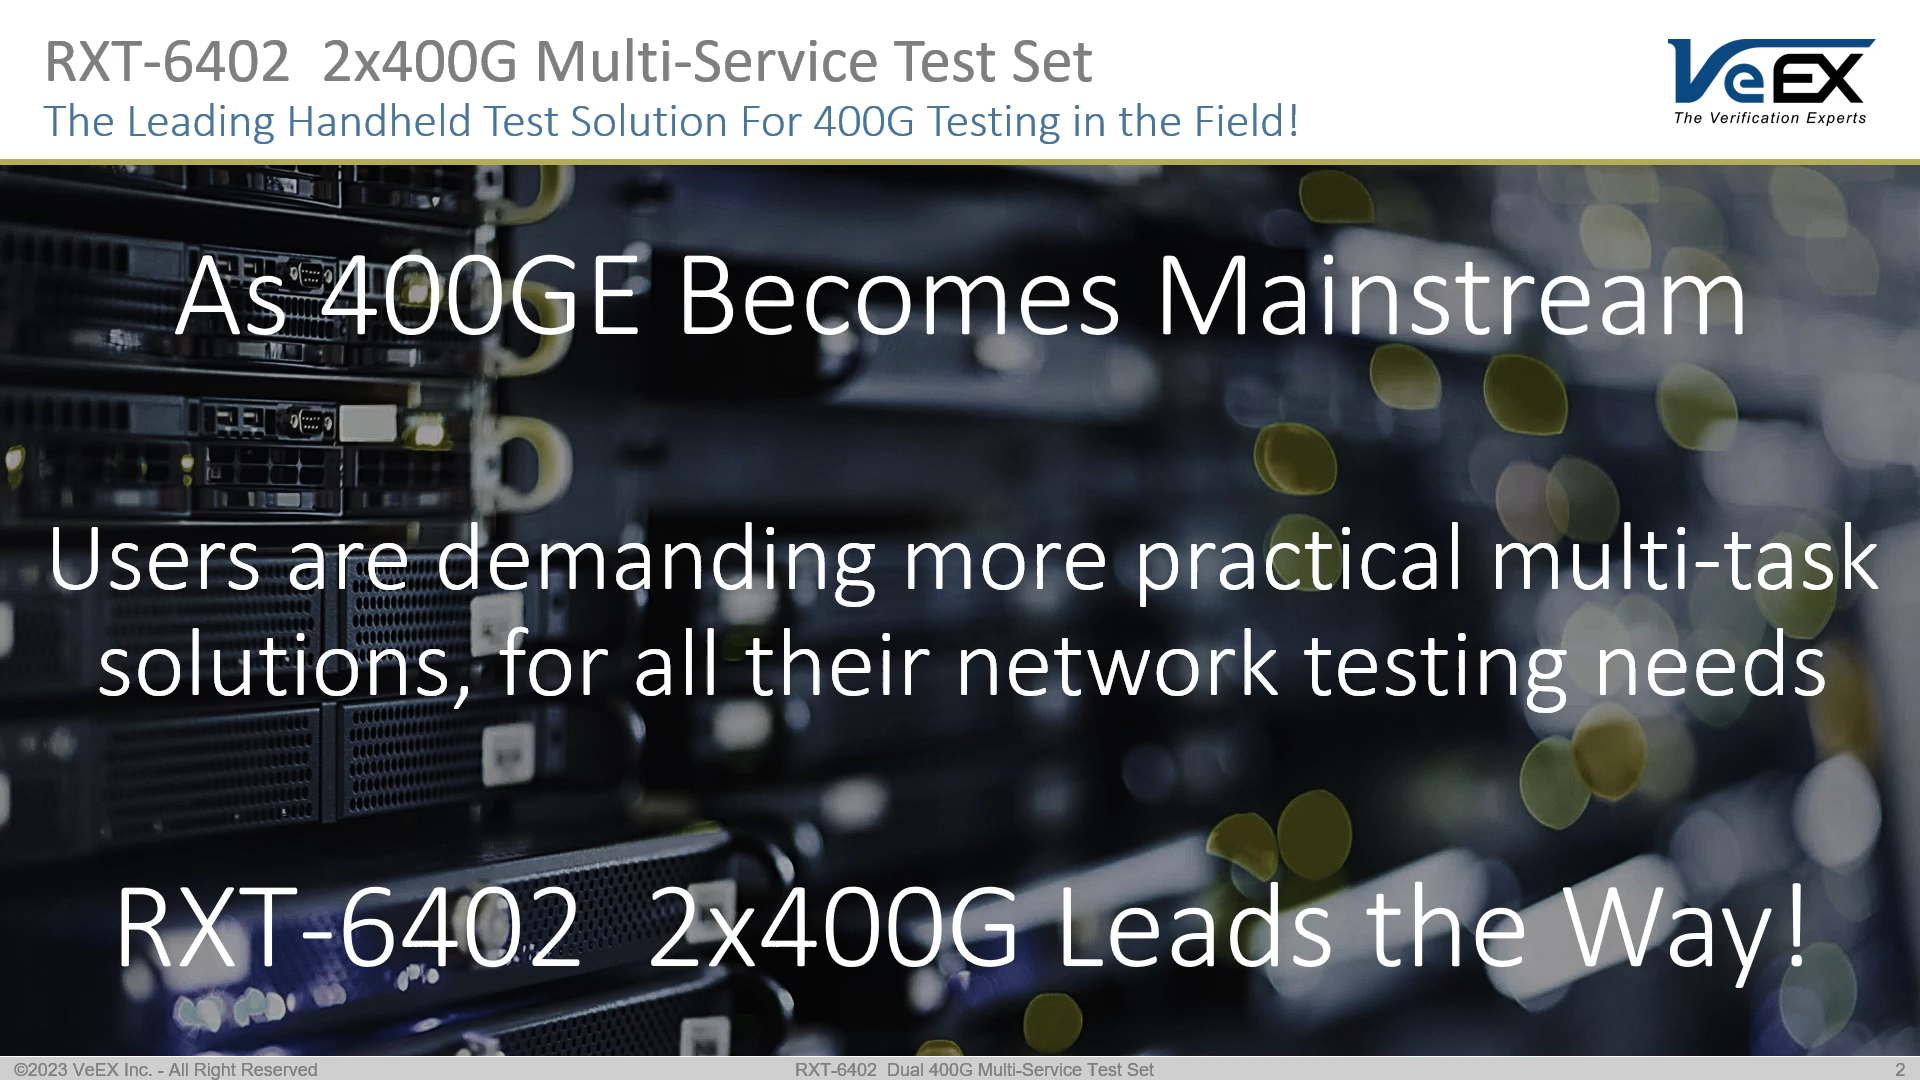 RXT-6402  2x400G Multi-Service Test Set
The Leading Handheld Test Solution For 400G Testing in the Field!
VeEX
The Verification Experts
As 400GE Becomes Mainstream
Users are demanding more practical multi-task
solutions, for all their network testing needs
RXT-6402  2x400G Leads the Way!
©2023 VeEX Inc. - All Right Reserved
RXT-6402  Dual 400G Multi-Service Test Set
2